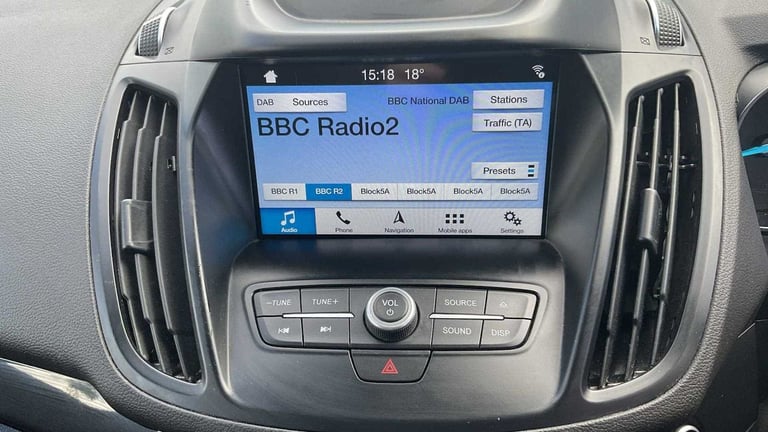 15:18 18°
DAB Sources BBC National DAB Stations
BBC Radio2
Traffic (TA)
Presets
BBC R1 BBC R2 Block5A Block5A Block5A Block5A
Audio Phone Navigation Mobile apps Settings
−TUNE TUNE+ VOL SOURCE
SOUND DISP